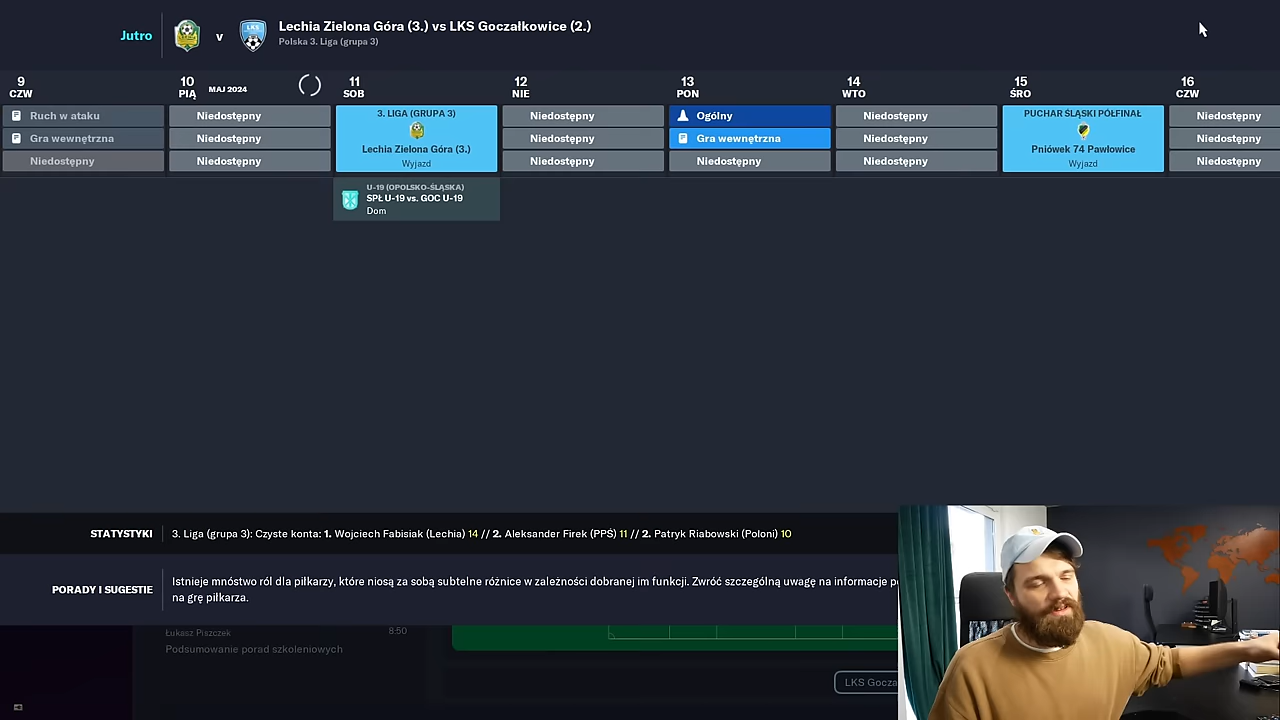 Jutro
v
LKS
Lechia Zielona Góra (3.) vs LKS Goczałkowice (2.)
Polska 3. Liga (grupa 3)
9
CZW
10
PIĄ
MAJ 2024
11
SOB
12
NIE
13
PON
14
WTO
15
ŚRO
16
CZW
Ruch w ataku
Niedostępny
3. LIGA (GRUPA 3)
Niedostępny
Ogólny
Niedostępny
PUCHAR ŚLĄSKI PÓŁFINAŁ
Niedostępny
Gra wewnętrzna
Niedostępny
Niedostępny
Gra wewnętrzna
Niedostępny
Niedostępny
Lechia Zielona Góra (3.)
Pniówek 74 Pawłowice
Niedostępny
Niedostępny
Wyjazd
Niedostępny
Niedostępny
Niedostępny
Wyjazd
Niedostępny
U-19 (OPOLSKO-ŚLĄSKA)
SPŁ U-19 vs. GOC U-19
Dom
STATYSTYKI
3. Liga (grupa 3): Czyste konta: 1. Wojciech Fabisiak (Lechia) 14 // 2. Aleksander Firek (PPŚ) 11 // 2. Patryk Riabowski (Poloni) 10
PORADY I SUGESTIE
Istnieje mnóstwo ról dla piłkarzy, które niosą za sobą subtelne różnice w zależności dobranej im funkcji. Zwróć szczególną uwagę na informacje
na grę piłkarza.
Łukasz Piszczek
8:50
Podsumowanie porad szkoleniowych
LKS Gocza